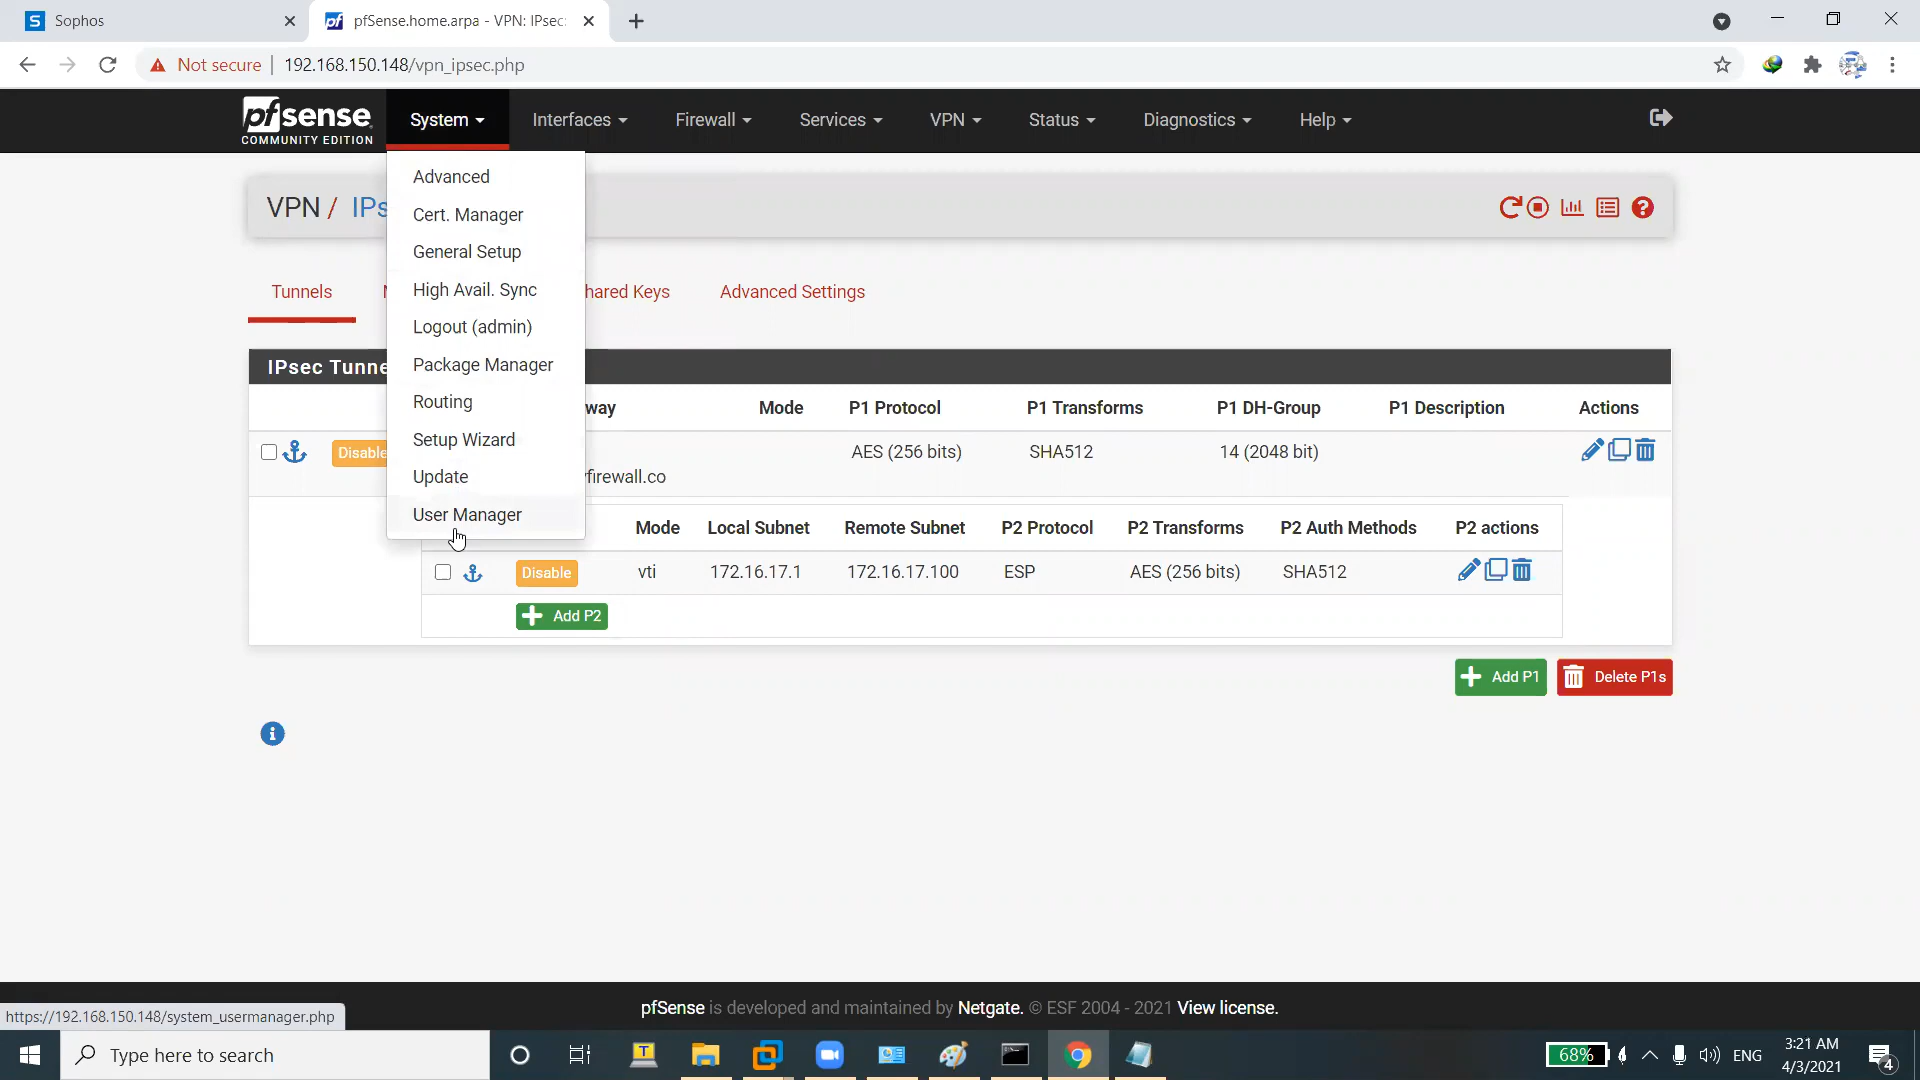 Sophos
pfSense.home.arpa - VPN: IPsec:
Not secure
192.168.150.148/vpn_ipsec.php
pfsense
COMMUNITY EDITION
System
Interfaces
Firewall
Services
VPN
Status
Diagnostics
Help
VPN / IPs
Advanced
Cert. Manager
General Setup
High Avail. Sync
Logout (admin)
Package Manager
Routing
Setup Wizard
Update
User Manager
Tunnels
hared Keys
Advanced Settings
IPsec Tunne
way
Mode
P1 Protocol
P1 Transforms
P1 DH-Group
P1 Description
Actions
Disable
AES (256 bits)
SHA512
14 (2048 bit)
firewall.co
Mode
Local Subnet
Remote Subnet
P2 Protocol
P2 Transforms
P2 Auth Methods
P2 actions
Disable
vti
172.16.17.1
172.16.17.100
ESP
AES (256 bits)
SHA512
Add P2
Add P1
Delete P1s
pfSense is developed and maintained by Netgate. © ESF 2004 - 2021 View license.
https://192.168.150.148/system_usermanager.php
Type here to search
68%
ENG
3:21 AM
4/3/2021
4